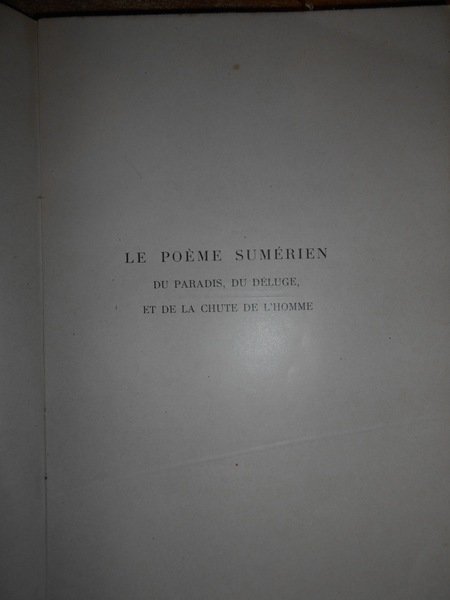 LE POÈME SUMÉRIEN
DU PARADIS, DU DÉLUGE,
ET DE LA CHUTE DE L'HOMME